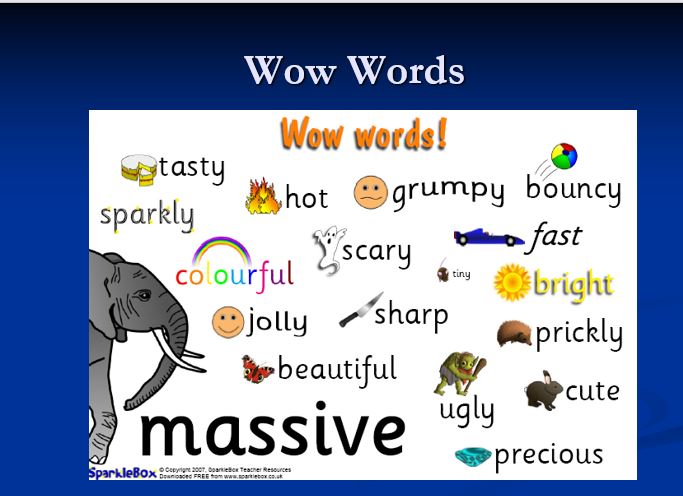 Wow Words
Wow words!
tasty
hot
grumpy
bouncy
sparkly
scary
fast
colourful
tiny
bright
jolly
sharp
prickly
beautiful
ugly
cute
massive
precious
SparkleBox
© Copyright 2007, SparkleBox Teacher Resources
Downloaded FREE from www.sparklebox.co.uk